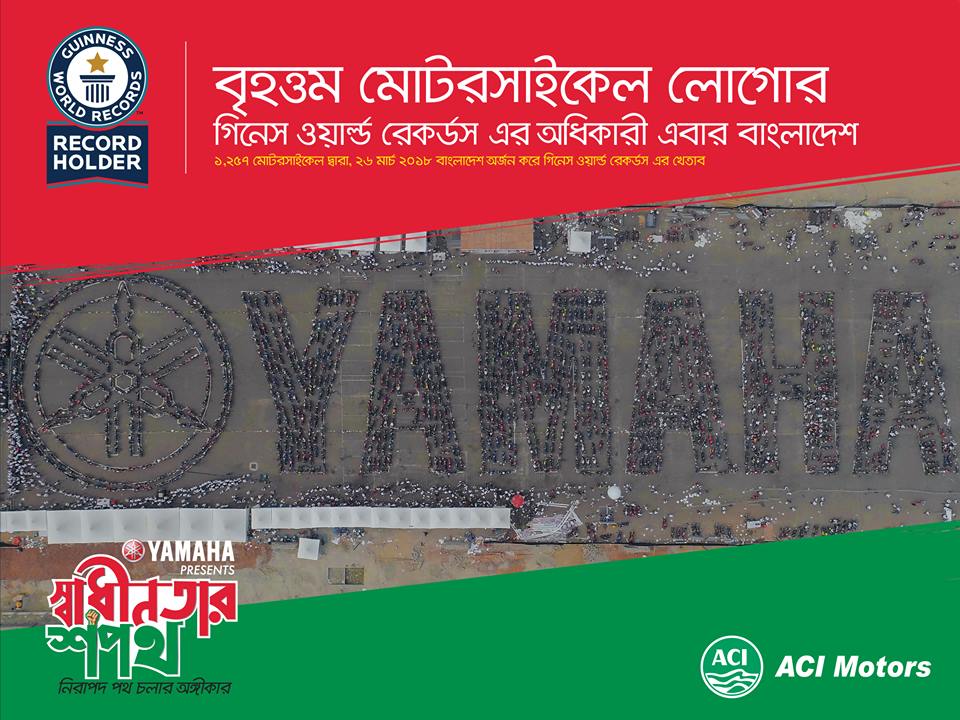 GUINNESS
WORLD RECORDS
™
RECORD
HOLDER
বৃহত্তম মোটরসাইকেল লোগোর
গিনেস ওয়ার্ল্ড রেকর্ডস এর অধিকারী এবার বাংলাদেশ
১,২৫৭ মোটরসাইকেল দ্বারা, ২৬ মার্চ ২০১৮ বাংলাদেশ অর্জন করে গিনেস ওয়ার্ল্ড রেকর্ডস এর খেতাব
YAMAHA
YAMAHA
PRESENTS
স্বাধীনতার
শপথ
নিরাপদ পথ চলার অঙ্গীকার
ACI
ACI Motors